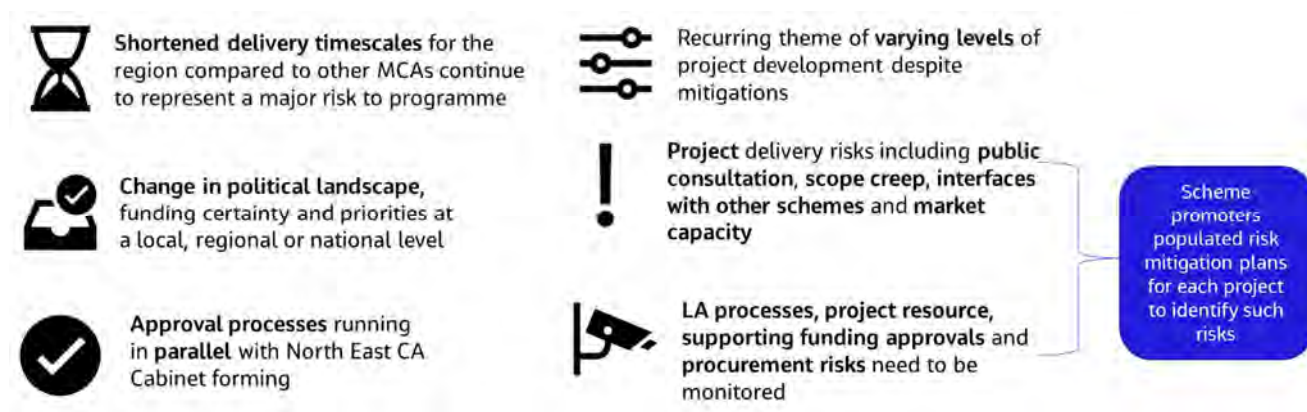 Shortened delivery timescales for the
region compared to other MCAs continue
to represent a major risk to programme
Change in political landscape,
funding certainty and priorities at
a local, regional or national level
Approval processes running
in parallel with North East CA
Cabinet forming
Recurring theme of varying levels of
project development despite
mitigations
Project delivery risks including public
consultation, scope creep, interfaces
with other schemes and market
capacity
LA processes, project resource,
supporting funding approvals and
procurement risks need to be
monitored
Scheme
promoters
populated risk
mitigation plans
for each project
to identify such
risks